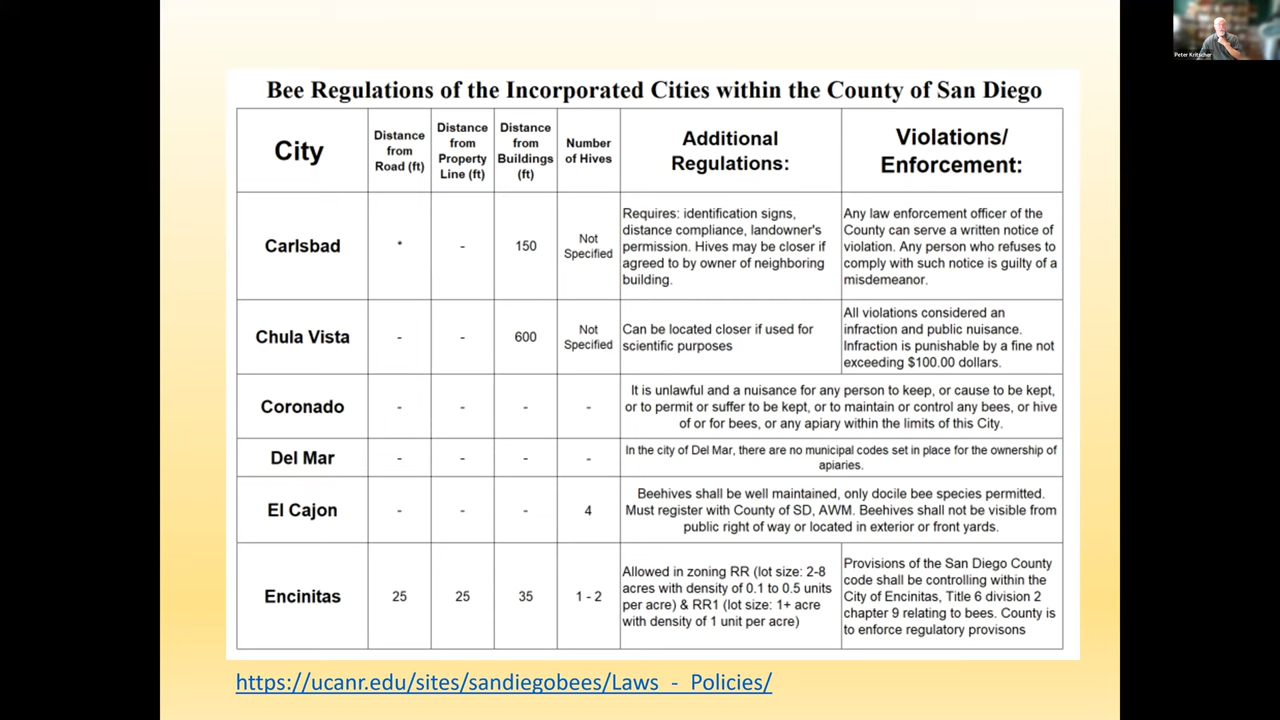 Peter Kritscher
Bee Regulations of the Incorporated Cities within the County of San Diego
City
Distance
from
Road (ft)
Distance
from
Property
Line (ft)
Distance
from
Buildings
(ft)
Number
of Hives
Additional
Regulations:
Violations/
Enforcement:
Carlsbad
*
-
150
Not
Specified
Requires: identification signs,
distance compliance, landowner's
permission. Hives may be closer if
agreed to by owner of neighboring
building.
Any law enforcement officer of the
County can serve a written notice of
violation. Any person who refuses to
comply with such notice is guilty of a
misdemeanor.
Chula Vista
-
-
600
Not
Specified
Can be located closer if used for
scientific purposes
All violations considered an
infraction and public nuisance.
Infraction is punishable by a fine not
exceeding $100.00 dollars.
Coronado
-
-
-
-
It is unlawful and a nuisance for any person to keep, or cause to be kept,
or to permit or suffer to be kept, or to maintain or control any bees, or hive
of or for bees, or any apiary within the limits of this City.
Del Mar
-
-
-
-
In the city of Del Mar, there are no municipal codes set in place for the ownership of
apiaries.
El Cajon
-
-
-
4
Beehives shall be well maintained, only docile bee species permitted.
Must register with County of SD, AWM. Beehives shall not be visible from
public right of way or located in exterior or front yards.
Encinitas
25
25
35
1 - 2
Allowed in zoning RR (lot size: 2-8
acres with density of 0.1 to 0.5 units
per acre) & RR1 (lot size: 1+ acre
with density of 1 unit per acre)
Provisions of the San Diego County
code shall be controlling within the
City of Encinitas, Title 6 division 2
chapter 9 relating to bees. County is
to enforce regulatory provisons
https://ucanr.edu/sites/sandiegobees/Laws_-_Policies/